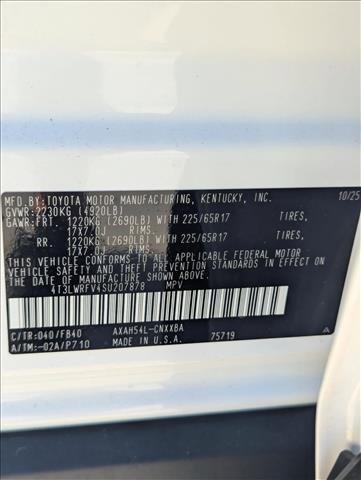 MFD.BY:TOYOTA MOTOR MANUFACTURING, KENTUCKY, INC. 10/25
GVWR:2230KG (4920LB)
GAWR:FRT. 1220KG (2690LB) WITH 225/65R17 TIRES,
17X7.0J RIMS.
RR. 1220KG (2690LB) WITH 225/65R17 TIRES,
17X7.0J RIMS.
THIS VEHICLE CONFORMS TO ALL APPLICABLE FEDERAL MOTOR
VEHICLE SAFETY STANDARDS IN EFFECT ON THE DATE OF
MANUFACTURE SHOWN ABOVE.
4T3LWRFV4SU207878 MPV
C/TR:040/FB40 AXAH54L-CNXXBA
A/TM:-02A/P710 MADE IN U.S.A. 75719 A